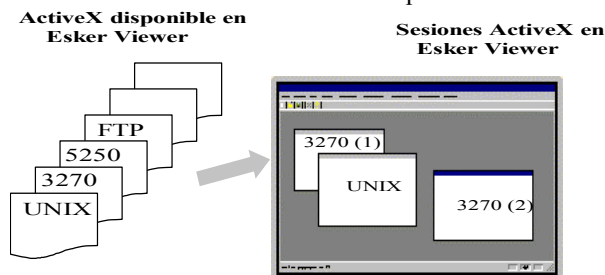 ActiveX disponible en
Esker Viewer
Sesiones ActiveX en
Esker Viewer
FTP
5250
3270
UNIX
3270 (1)
UNIX
3270 (2)